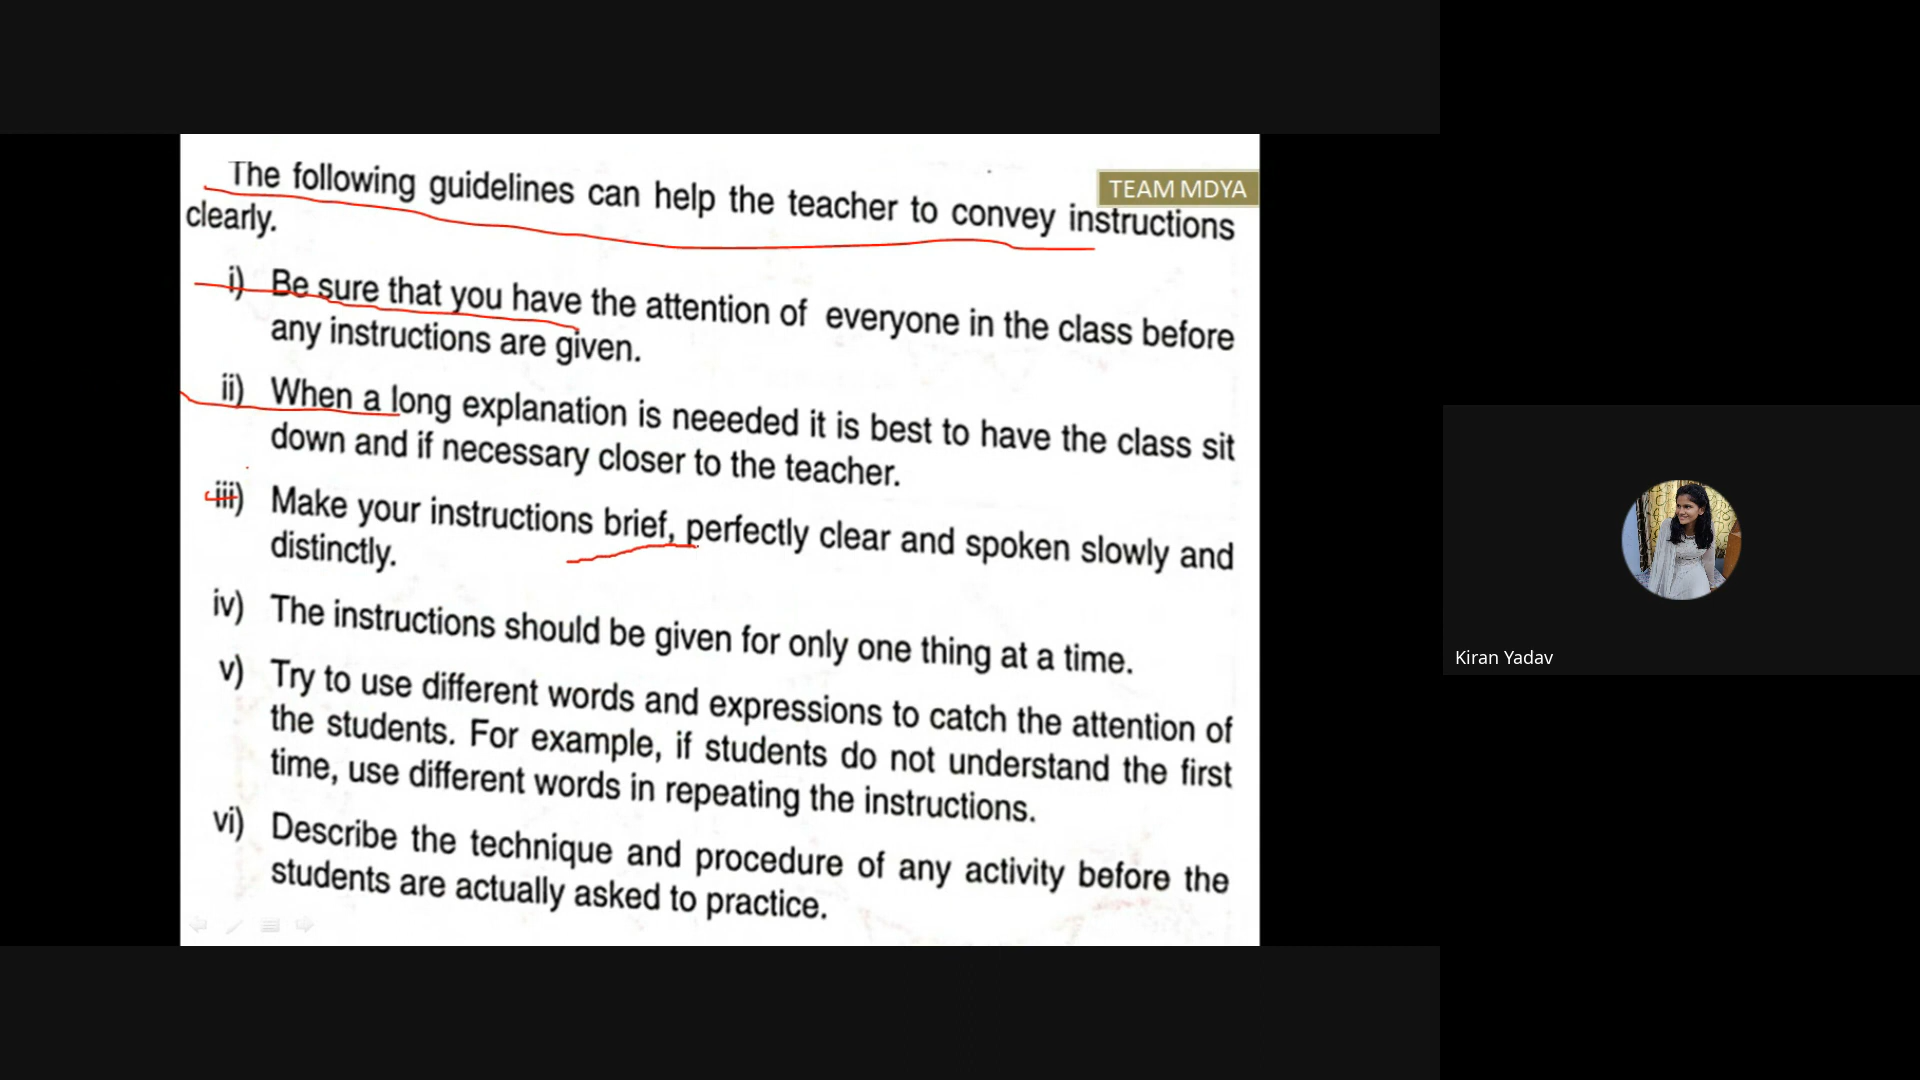 The following guidelines can help the teacher to convey instructions
TEAM MDYA
clearly.
i) Be sure that you have the attention of everyone in the class before
any instructions are given.
ii) When a long explanation is neeeded it is best to have the class sit
down and if necessary closer to the teacher.
iii) Make your instructions brief, perfectly clear and spoken slowly and
distinctly.
iv) The instructions should be given for only one thing at a time.
v) Try to use different words and expressions to catch the attention of
the students. For example, if students do not understand the first
time, use different words in repeating the instructions.
vi) Describe the technique and procedure of any activity before the
students are actually asked to practice.
Kiran Yadav